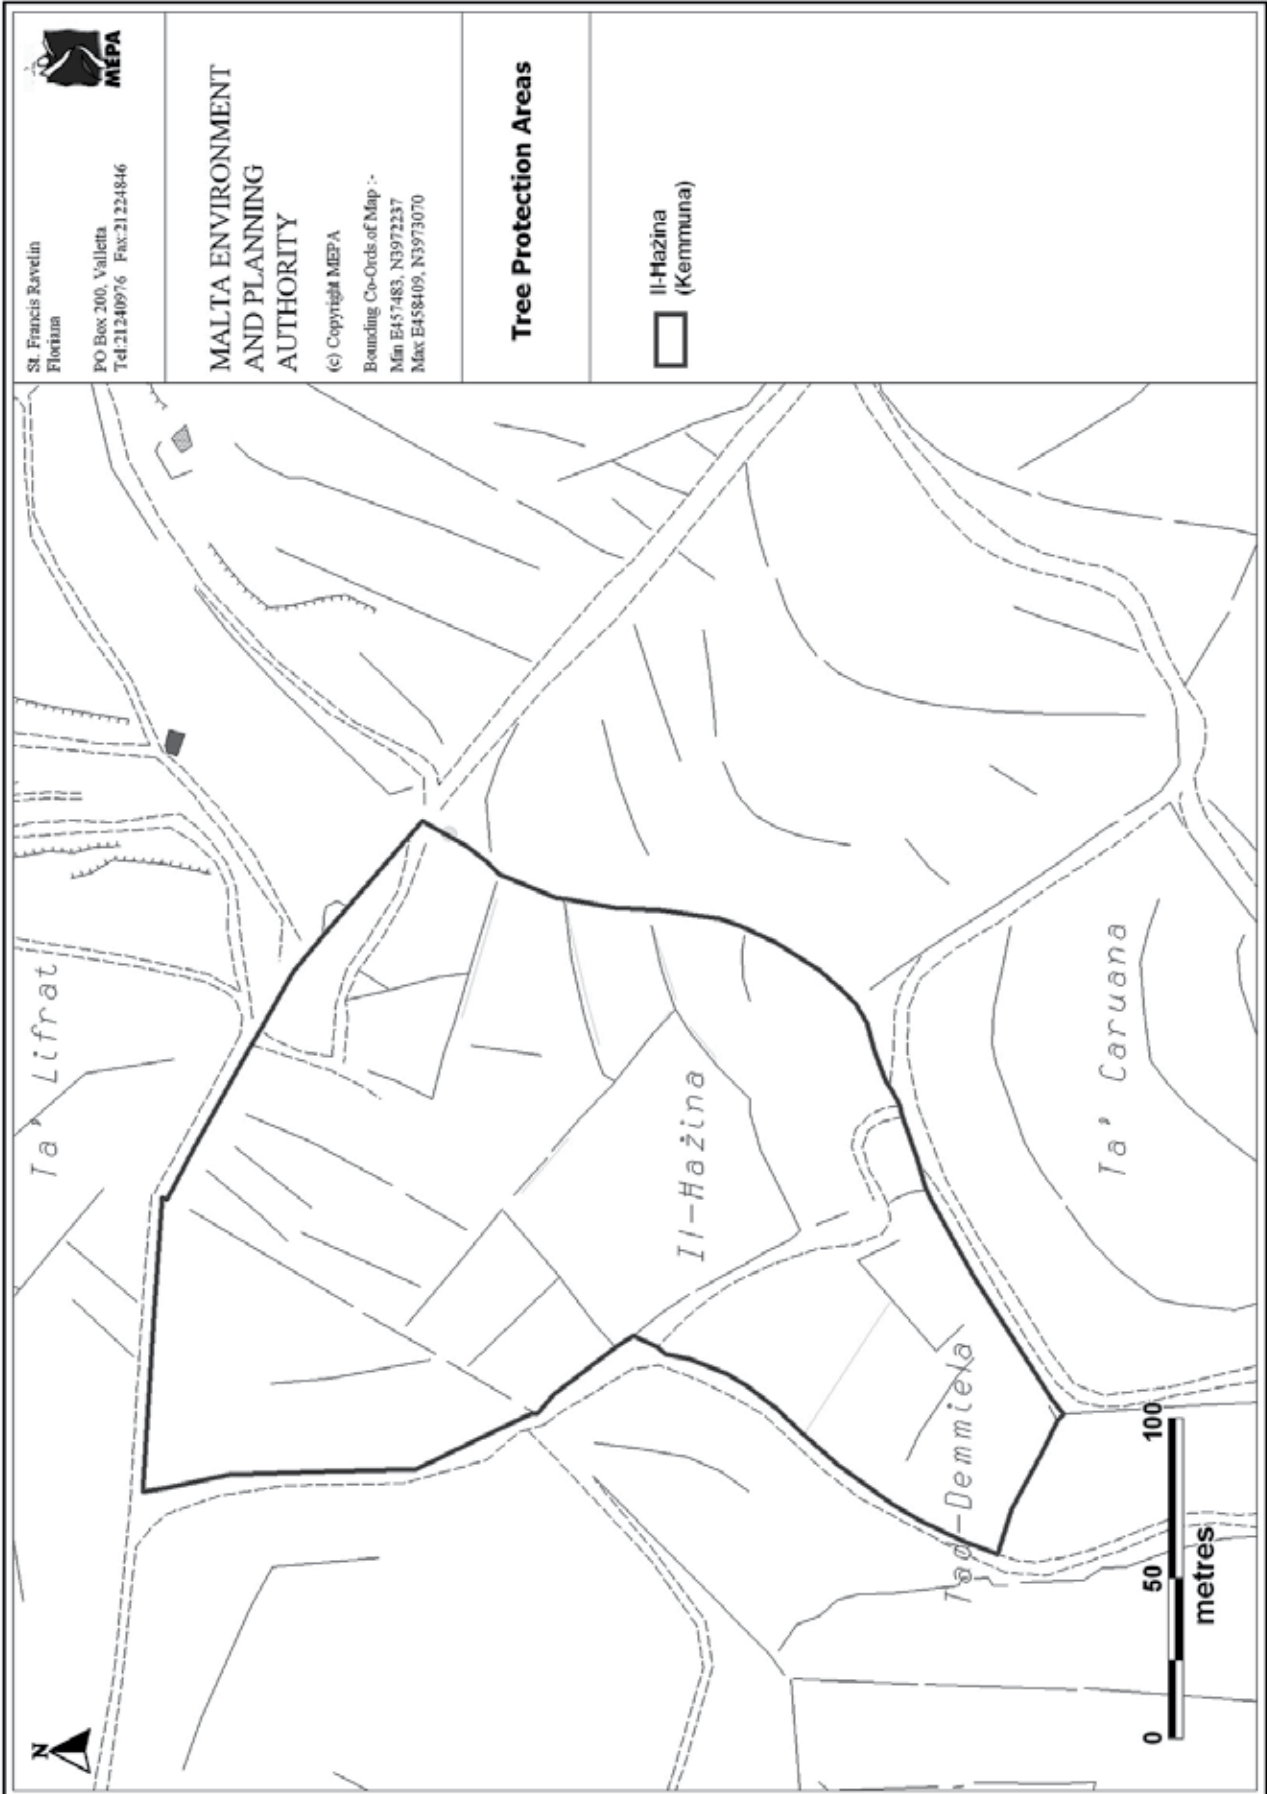 MEPA
St. Francis Ravelin
Floriana
PO Box 200, Valletta
Tel:21240976 Fax:21224846
MALTA ENVIRONMENT
AND PLANNING
AUTHORITY
(c) Copyright MEPA
Bounding Co-Ords of Map :-
Min E457483, N3972237
Max E458409, N3973070
Tree Protection Areas
Il-Hażina
(Kemmuna)
N
Ta' Lifrat
Il-Hażina
Ta' Caruana
Tad-Demmiela
0 50 100
metres